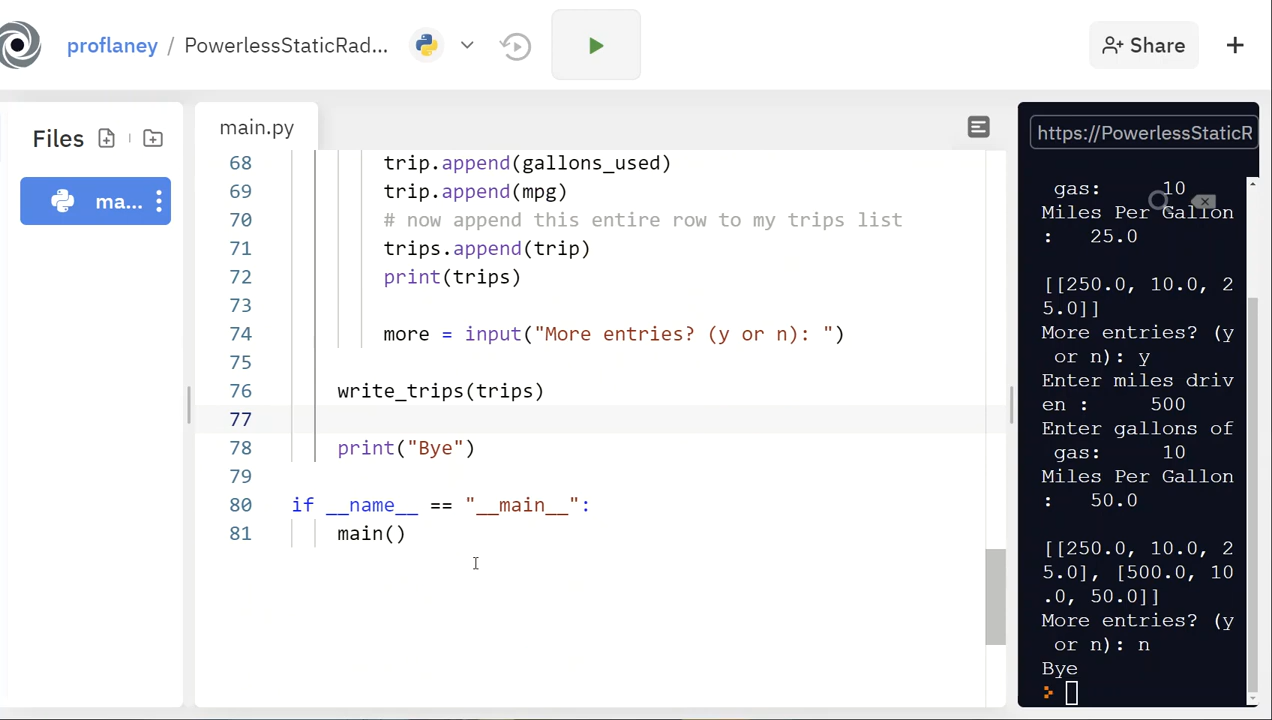 proflaney / PowerlessStaticRad...
Share
Files
main.py
ma...
68 trip.append(gallons_used)
69 trip.append(mpg)
70 # now append this entire row to my trips list
71 trips.append(trip)
72 print(trips)
73
74 more = input("More entries? (y or n): ")
75
76 write_trips(trips)
77
78 print("Bye")
79
80 if __name__ == "__main__":
81 main()
https://PowerlessStaticR
gas: 10
Miles Per Gallon
: 25.0
[[250.0, 10.0, 2
5.0]]
More entries? (y
or n): y
Enter miles driv
en : 500
Enter gallons of
gas: 10
Miles Per Gallon
: 50.0
[[250.0, 10.0, 2
5.0], [500.0, 10
.0, 50.0]]
More entries? (y
or n): n
Bye